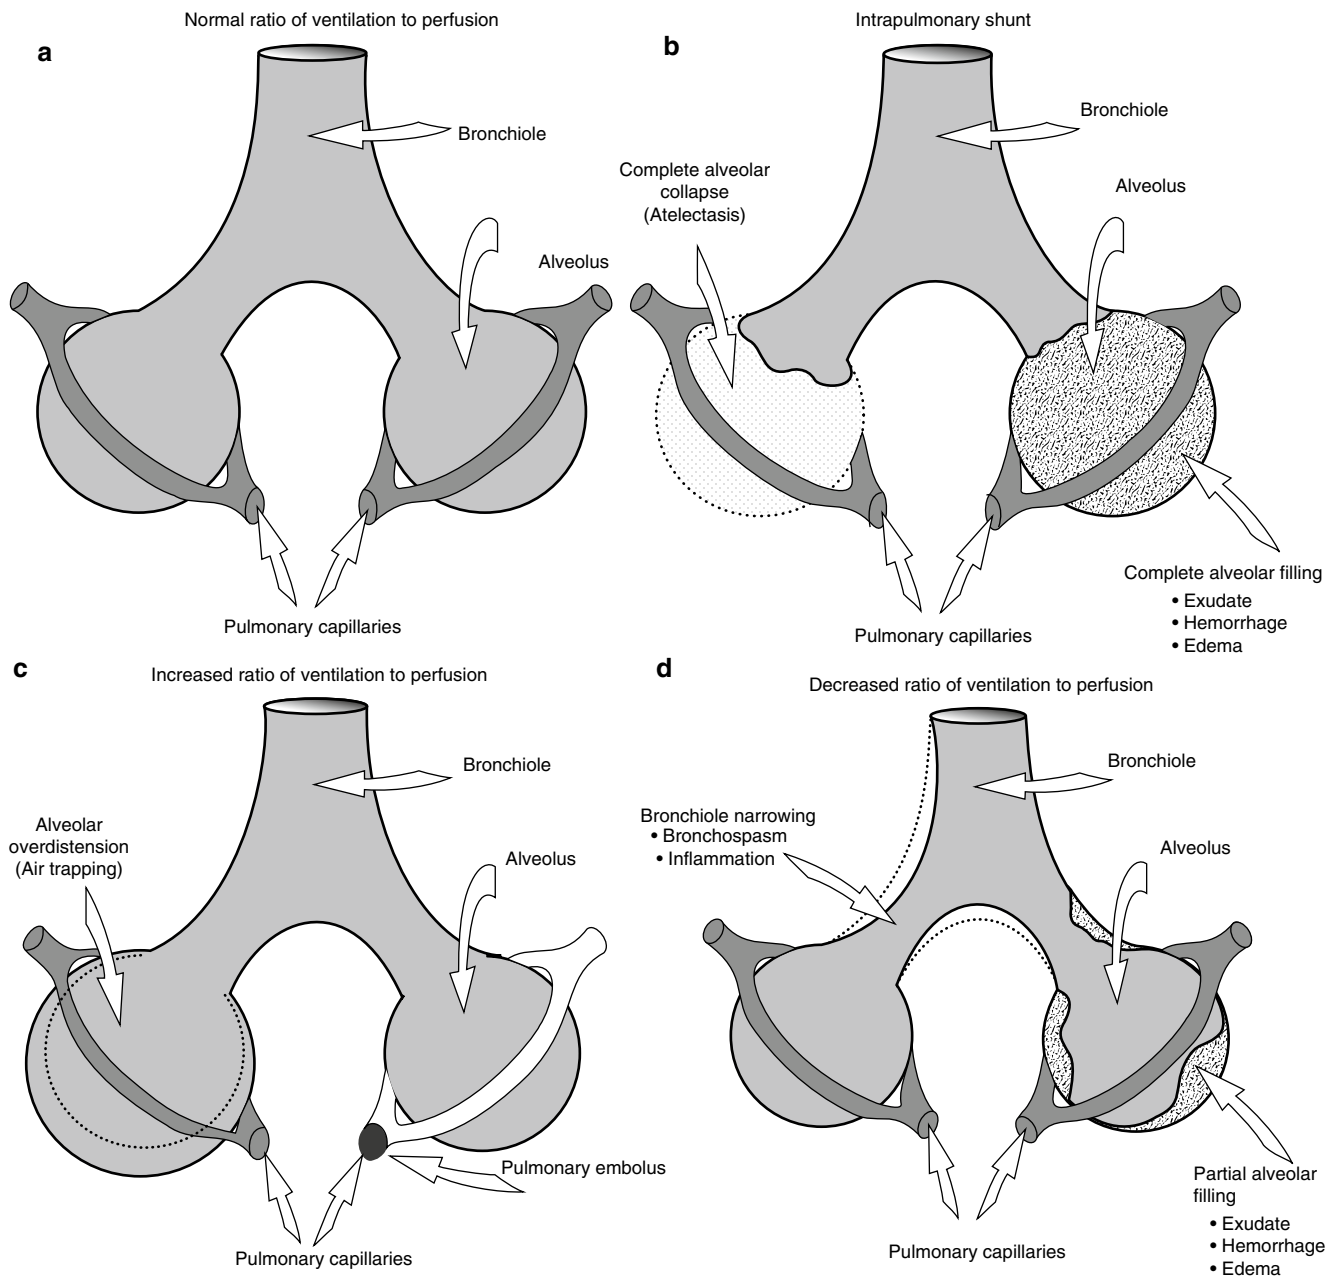 Normal ratio of ventilation to perfusion
a
Bronchiole
Alveolus
Pulmonary capillaries
Intrapulmonary shunt
b
Bronchiole
Complete alveolar
collapse
(Atelectasis)
Alveolus
Complete alveolar filling
• Exudate
• Hemorrhage
• Edema
Pulmonary capillaries
c
Increased ratio of ventilation to perfusion
Bronchiole
Alveolar
overdistension
(Air trapping)
Alveolus
Pulmonary embolus
Pulmonary capillaries
d
Decreased ratio of ventilation to perfusion
Bronchiole
Bronchiole narrowing
• Bronchospasm
• Inflammation
Alveolus
Partial alveolar
filling
• Exudate
• Hemorrhage
• Edema
Pulmonary capillaries